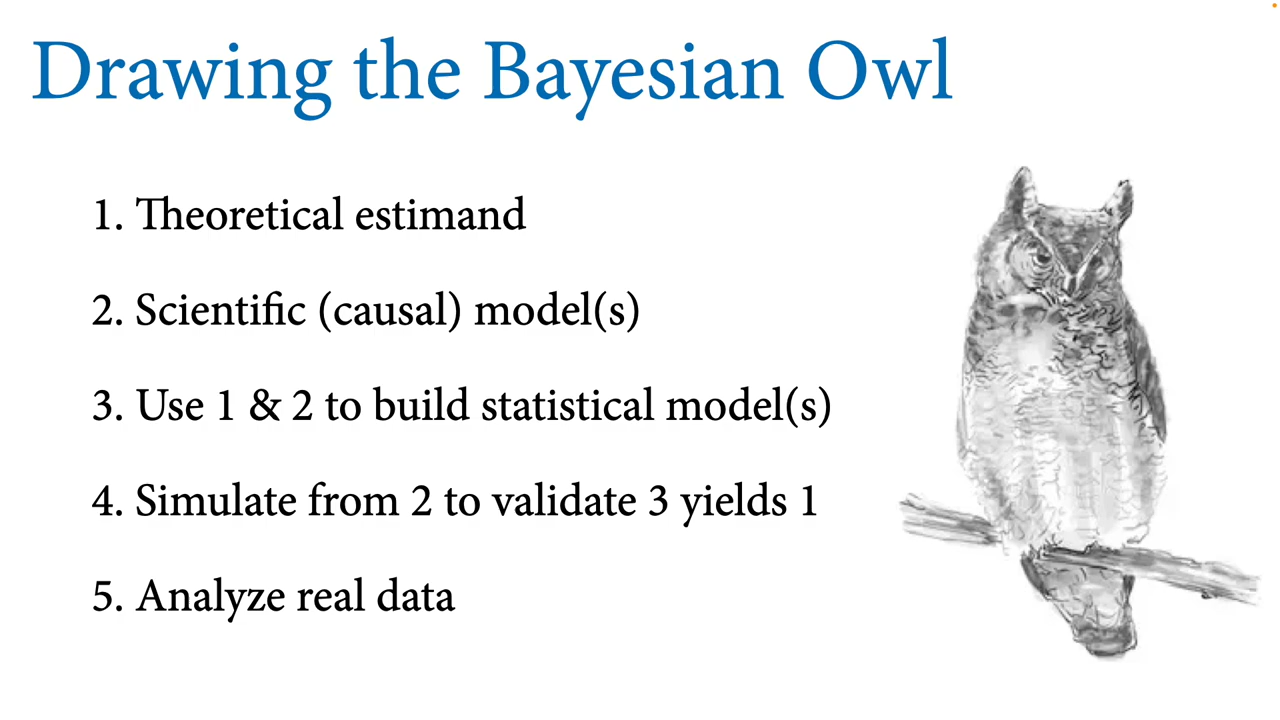 Drawing the Bayesian Owl
1. Theoretical estimand
2. Scientific (causal) model(s)
3. Use 1 & 2 to build statistical model(s)
4. Simulate from 2 to validate 3 yields 1
5. Analyze real data